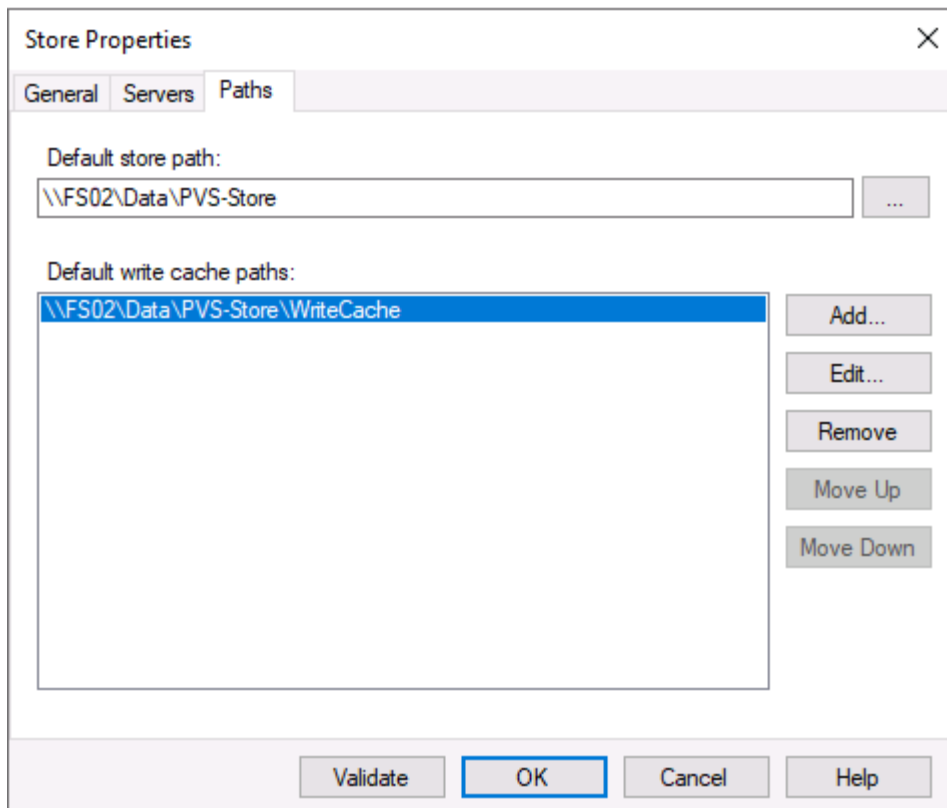 Store Properties
General Servers Paths
Default store path:
\\FS02\Data\PVS-Store
...
Default write cache paths:
\\FS02\Data\PVS-Store\WriteCache
Add...
Edit...
Remove
Move Up
Move Down
Validate OK Cancel Help